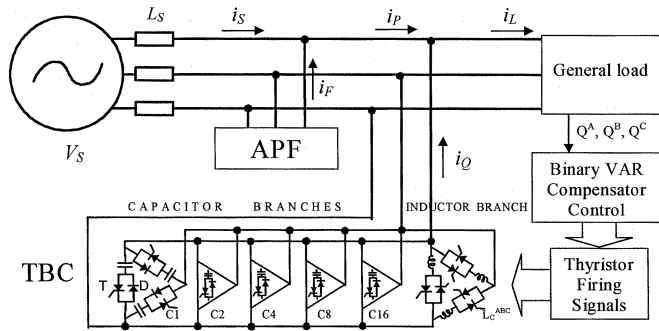 L_S
i_S
i_P
i_L
V_S
i_F
APF
General load
Q^A, Q^B, Q^C
i_Q
Binary VAR
Compensator
Control
CAPACITOR BRANCHES
INDUCTOR BRANCH
TBC
T D
C1 C2 C4 C8 C16
L_C^ABC
Thyristor
Firing
Signals